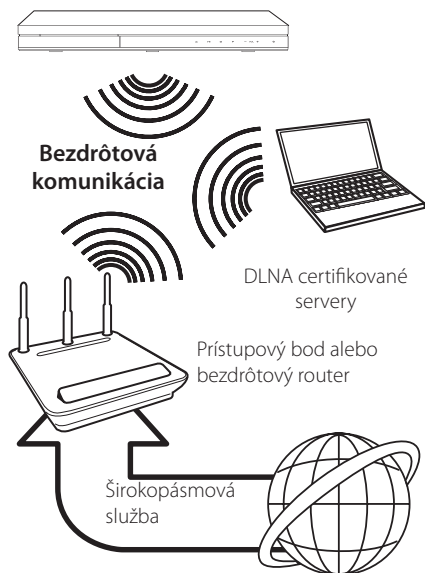 Bezdrôtová
komunikácia
DLNA certifikované
servery
Prístupový bod alebo
bezdrôtový router
Širokopásmová
služba